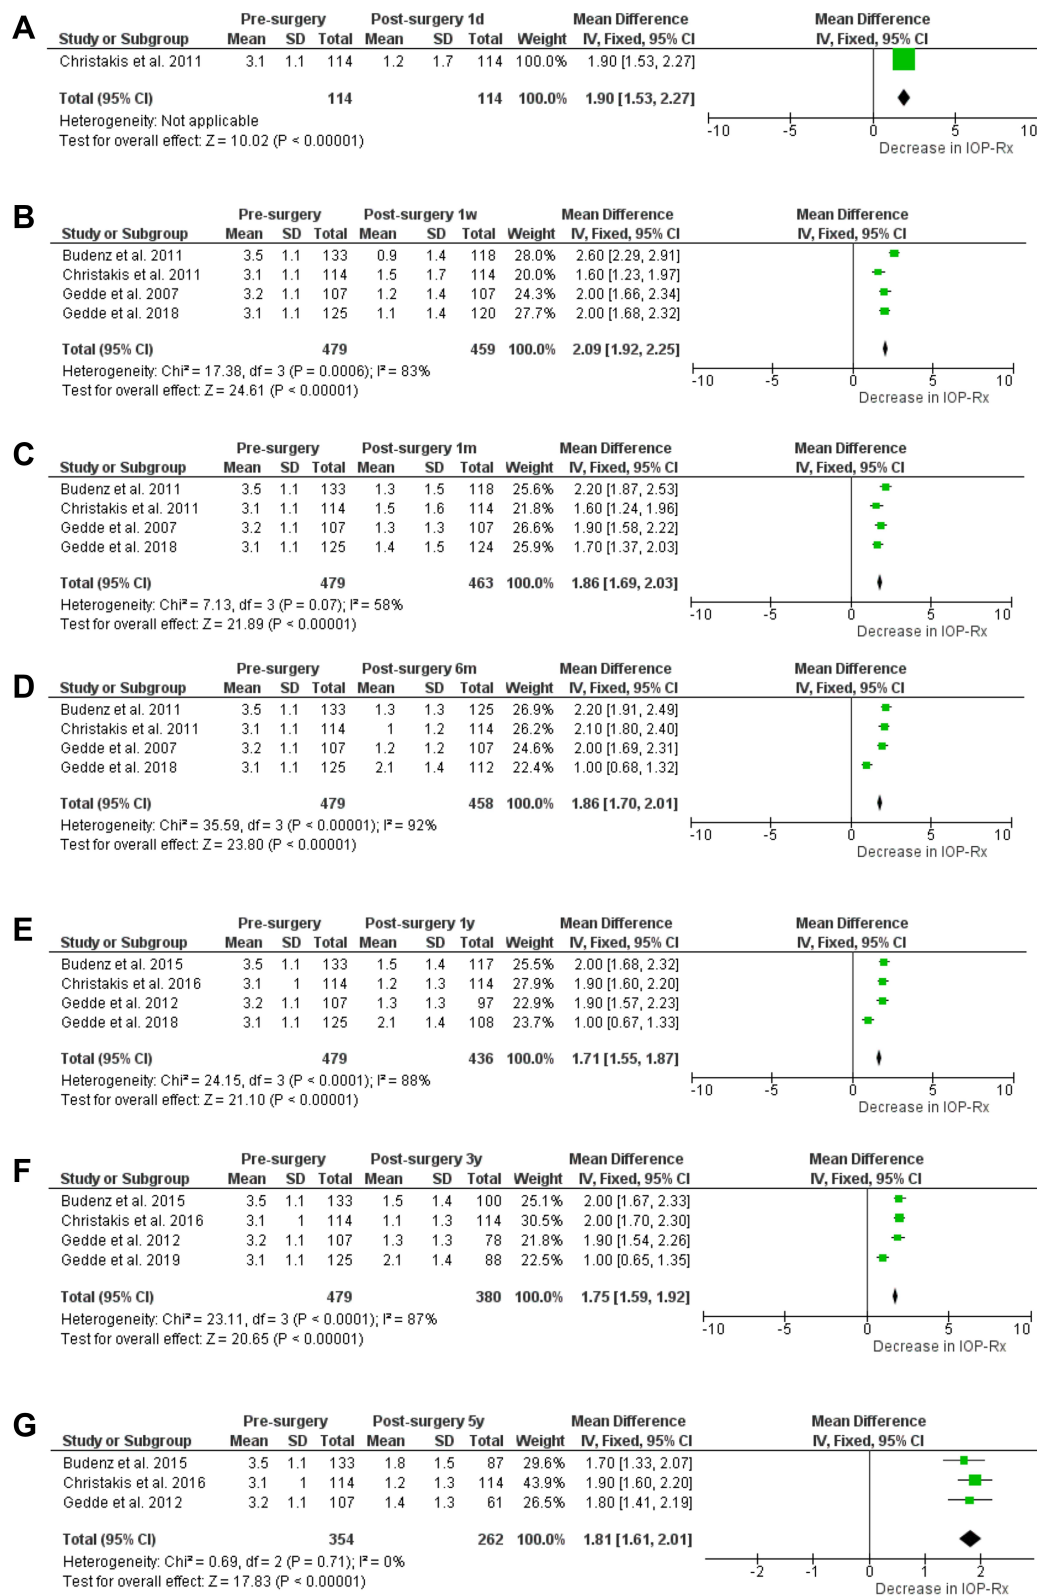 A
Pre-surgery Post-surgery 1d Mean Difference Mean Difference
Study or Subgroup Mean SD Total Mean SD Total Weight IV, Fixed, 95% CI IV, Fixed, 95% CI
Christakis et al. 2011 3.1 1.1 114 1.2 1.7 114 100.0% 1.90 [1.53, 2.27]
Total (95% CI) 114 114 100.0% 1.90 [1.53, 2.27]
Heterogeneity: Not applicable
Test for overall effect: Z = 10.02 (P < 0.00001)
-10 -5 0 5 10
Decrease in IOP-Rx
B
Pre-surgery Post-surgery 1w Mean Difference Mean Difference
Study or Subgroup Mean SD Total Mean SD Total Weight IV, Fixed, 95% CI IV, Fixed, 95% CI
Budenz et al. 2011 3.5 1.1 133 0.9 1.4 118 28.0% 2.60 [2.29, 2.91]
Christakis et al. 2011 3.1 1.1 114 1.5 1.7 114 20.0% 1.60 [1.23, 1.97]
Gedde et al. 2007 3.2 1.1 107 1.2 1.4 107 24.3% 2.00 [1.66, 2.34]
Gedde et al. 2018 3.1 1.1 125 1.1 1.4 120 27.7% 2.00 [1.68, 2.32]
Total (95% CI) 479 459 100.0% 2.09 [1.92, 2.25]
Heterogeneity: Chi² = 17.38, df = 3 (P = 0.0006); I² = 83%
Test for overall effect: Z = 24.61 (P < 0.00001)
-10 -5 0 5 10
Decrease in IOP-Rx
C
Pre-surgery Post-surgery 1m Mean Difference Mean Difference
Study or Subgroup Mean SD Total Mean SD Total Weight IV, Fixed, 95% CI IV, Fixed, 95% CI
Budenz et al. 2011 3.5 1.1 133 1.3 1.5 118 25.6% 2.20 [1.87, 2.53]
Christakis et al. 2011 3.1 1.1 114 1.5 1.6 114 21.8% 1.60 [1.24, 1.96]
Gedde et al. 2007 3.2 1.1 107 1.3 1.3 107 26.6% 1.90 [1.58, 2.22]
Gedde et al. 2018 3.1 1.1 125 1.4 1.5 124 25.9% 1.70 [1.37, 2.03]
Total (95% CI) 479 463 100.0% 1.86 [1.69, 2.03]
Heterogeneity: Chi² = 7.13, df = 3 (P = 0.07); I² = 58%
Test for overall effect: Z = 21.89 (P < 0.00001)
-10 -5 0 5 10
Decrease in IOP-Rx
D
Pre-surgery Post-surgery 6m Mean Difference Mean Difference
Study or Subgroup Mean SD Total Mean SD Total Weight IV, Fixed, 95% CI IV, Fixed, 95% CI
Budenz et al. 2011 3.5 1.1 133 1.3 1.3 125 26.9% 2.20 [1.91, 2.49]
Christakis et al. 2011 3.1 1.1 114 1 1.2 114 26.2% 2.10 [1.80, 2.40]
Gedde et al. 2007 3.2 1.1 107 1.2 1.2 107 24.6% 2.00 [1.69, 2.31]
Gedde et al. 2018 3.1 1.1 125 2.1 1.4 112 22.4% 1.00 [0.68, 1.32]
Total (95% CI) 479 458 100.0% 1.86 [1.70, 2.01]
Heterogeneity: Chi² = 35.59, df = 3 (P < 0.00001); I² = 92%
Test for overall effect: Z = 23.80 (P < 0.00001)
-10 -5 0 5 10
Decrease in IOP-Rx
E
Pre-surgery Post-surgery 1y Mean Difference Mean Difference
Study or Subgroup Mean SD Total Mean SD Total Weight IV, Fixed, 95% CI IV, Fixed, 95% CI
Budenz et al. 2015 3.5 1.1 133 1.5 1.4 117 25.5% 2.00 [1.68, 2.32]
Christakis et al. 2016 3.1 1 114 1.2 1.3 114 27.9% 1.90 [1.60, 2.20]
Gedde et al. 2012 3.2 1.1 107 1.3 1.3 97 22.9% 1.90 [1.57, 2.23]
Gedde et al. 2018 3.1 1.1 125 2.1 1.4 108 23.7% 1.00 [0.67, 1.33]
Total (95% CI) 479 436 100.0% 1.71 [1.55, 1.87]
Heterogeneity: Chi² = 24.15, df = 3 (P < 0.0001); I² = 88%
Test for overall effect: Z = 21.10 (P < 0.00001)
-10 -5 0 5 10
Decrease in IOP-Rx
F
Pre-surgery Post-surgery 3y Mean Difference Mean Difference
Study or Subgroup Mean SD Total Mean SD Total Weight IV, Fixed, 95% CI IV, Fixed, 95% CI
Budenz et al. 2015 3.5 1.1 133 1.5 1.4 100 25.1% 2.00 [1.67, 2.33]
Christakis et al. 2016 3.1 1 114 1.1 1.3 114 30.5% 2.00 [1.70, 2.30]
Gedde et al. 2012 3.2 1.1 107 1.3 1.3 78 21.8% 1.90 [1.54, 2.26]
Gedde et al. 2019 3.1 1.1 125 2.1 1.4 88 22.5% 1.00 [0.65, 1.35]
Total (95% CI) 479 380 100.0% 1.75 [1.59, 1.92]
Heterogeneity: Chi² = 23.11, df = 3 (P < 0.0001); I² = 87%
Test for overall effect: Z = 20.65 (P < 0.00001)
-10 -5 0 5 10
Decrease in IOP-Rx
G
Pre-surgery Post-surgery 5y Mean Difference Mean Difference
Study or Subgroup Mean SD Total Mean SD Total Weight IV, Fixed, 95% CI IV, Fixed, 95% CI
Budenz et al. 2015 3.5 1.1 133 1.8 1.5 87 29.6% 1.70 [1.33, 2.07]
Christakis et al. 2016 3.1 1 114 1.2 1.3 114 43.9% 1.90 [1.60, 2.20]
Gedde et al. 2012 3.2 1.1 107 1.4 1.3 61 26.5% 1.80 [1.41, 2.19]
Total (95% CI) 354 262 100.0% 1.81 [1.61, 2.01]
Heterogeneity: Chi² = 0.69, df = 2 (P = 0.71); I² = 0%
Test for overall effect: Z = 17.83 (P < 0.00001)
-2 -1 0 1 2
Decrease in IOP-Rx